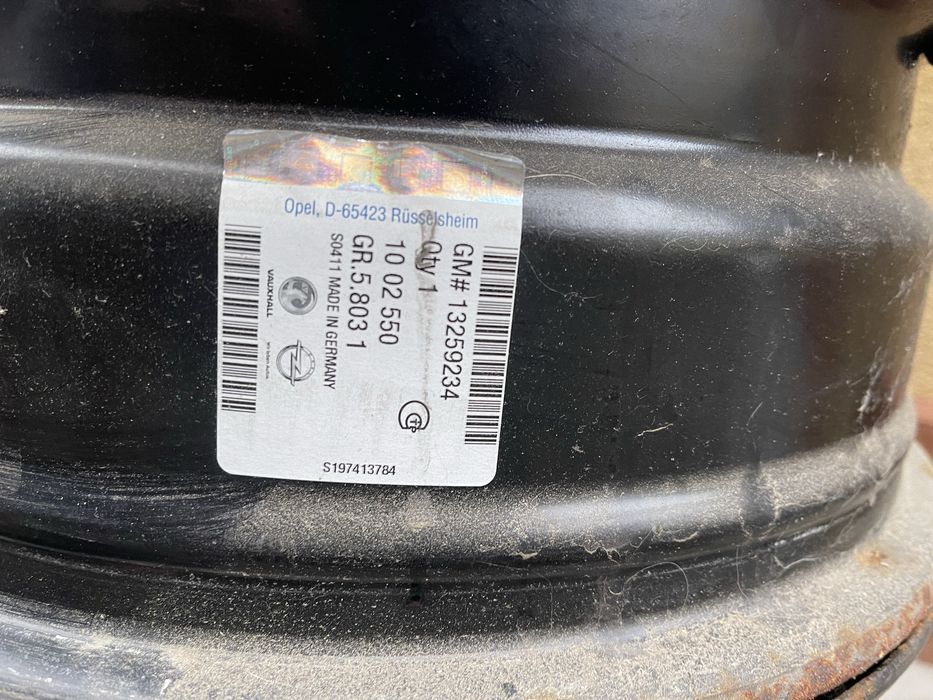 Opel, D-65423 Rüsselsheim
GM# 13259234
Qty 1
10 02 550
GR.5.803 1
S0411 MADE IN GERMANY
VAUXHALL
S197413784